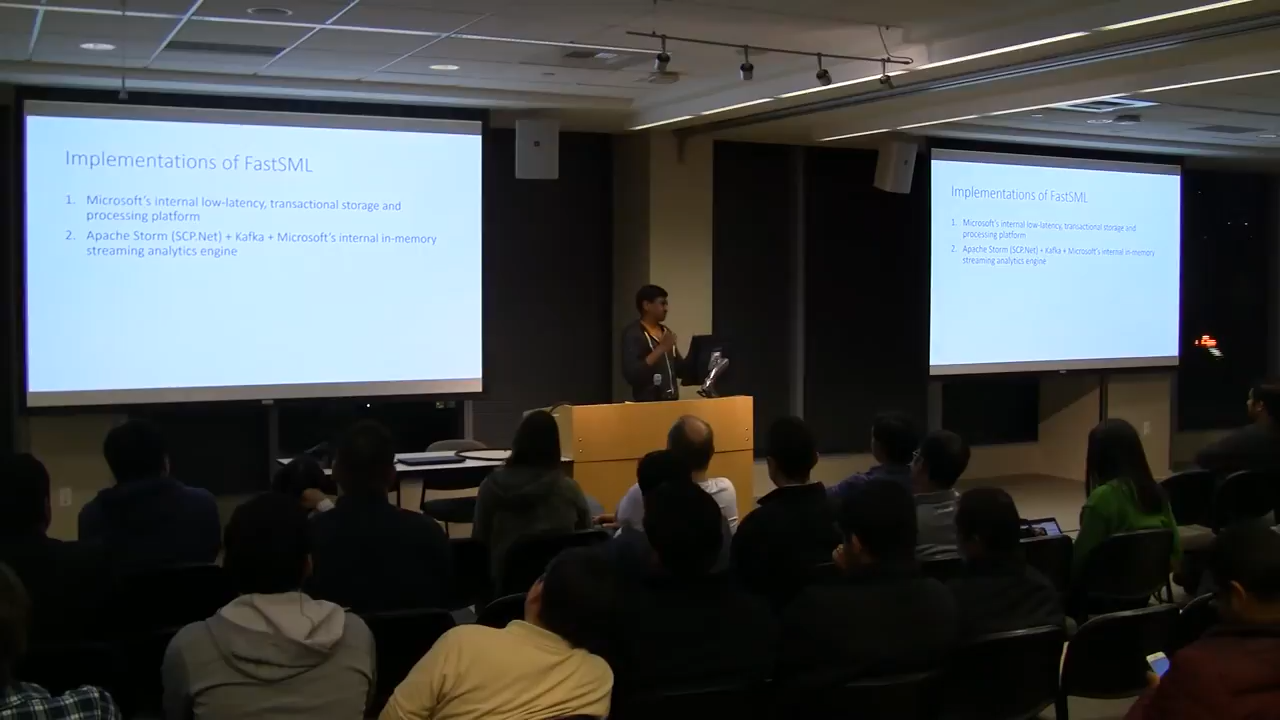 Implementations of FastSML
1. Microsoft's internal low-latency, transactional storage and
processing platform
2. Apache Storm (SCP.Net) + Kafka + Microsoft's internal in-memory
streaming analytics engine
Implementations of FastSML
1. Microsoft's internal low-latency, transactional storage and
processing platform
2. Apache Storm (SCP.Net) + Kafka + Microsoft's internal in-memory
streaming analytics engine